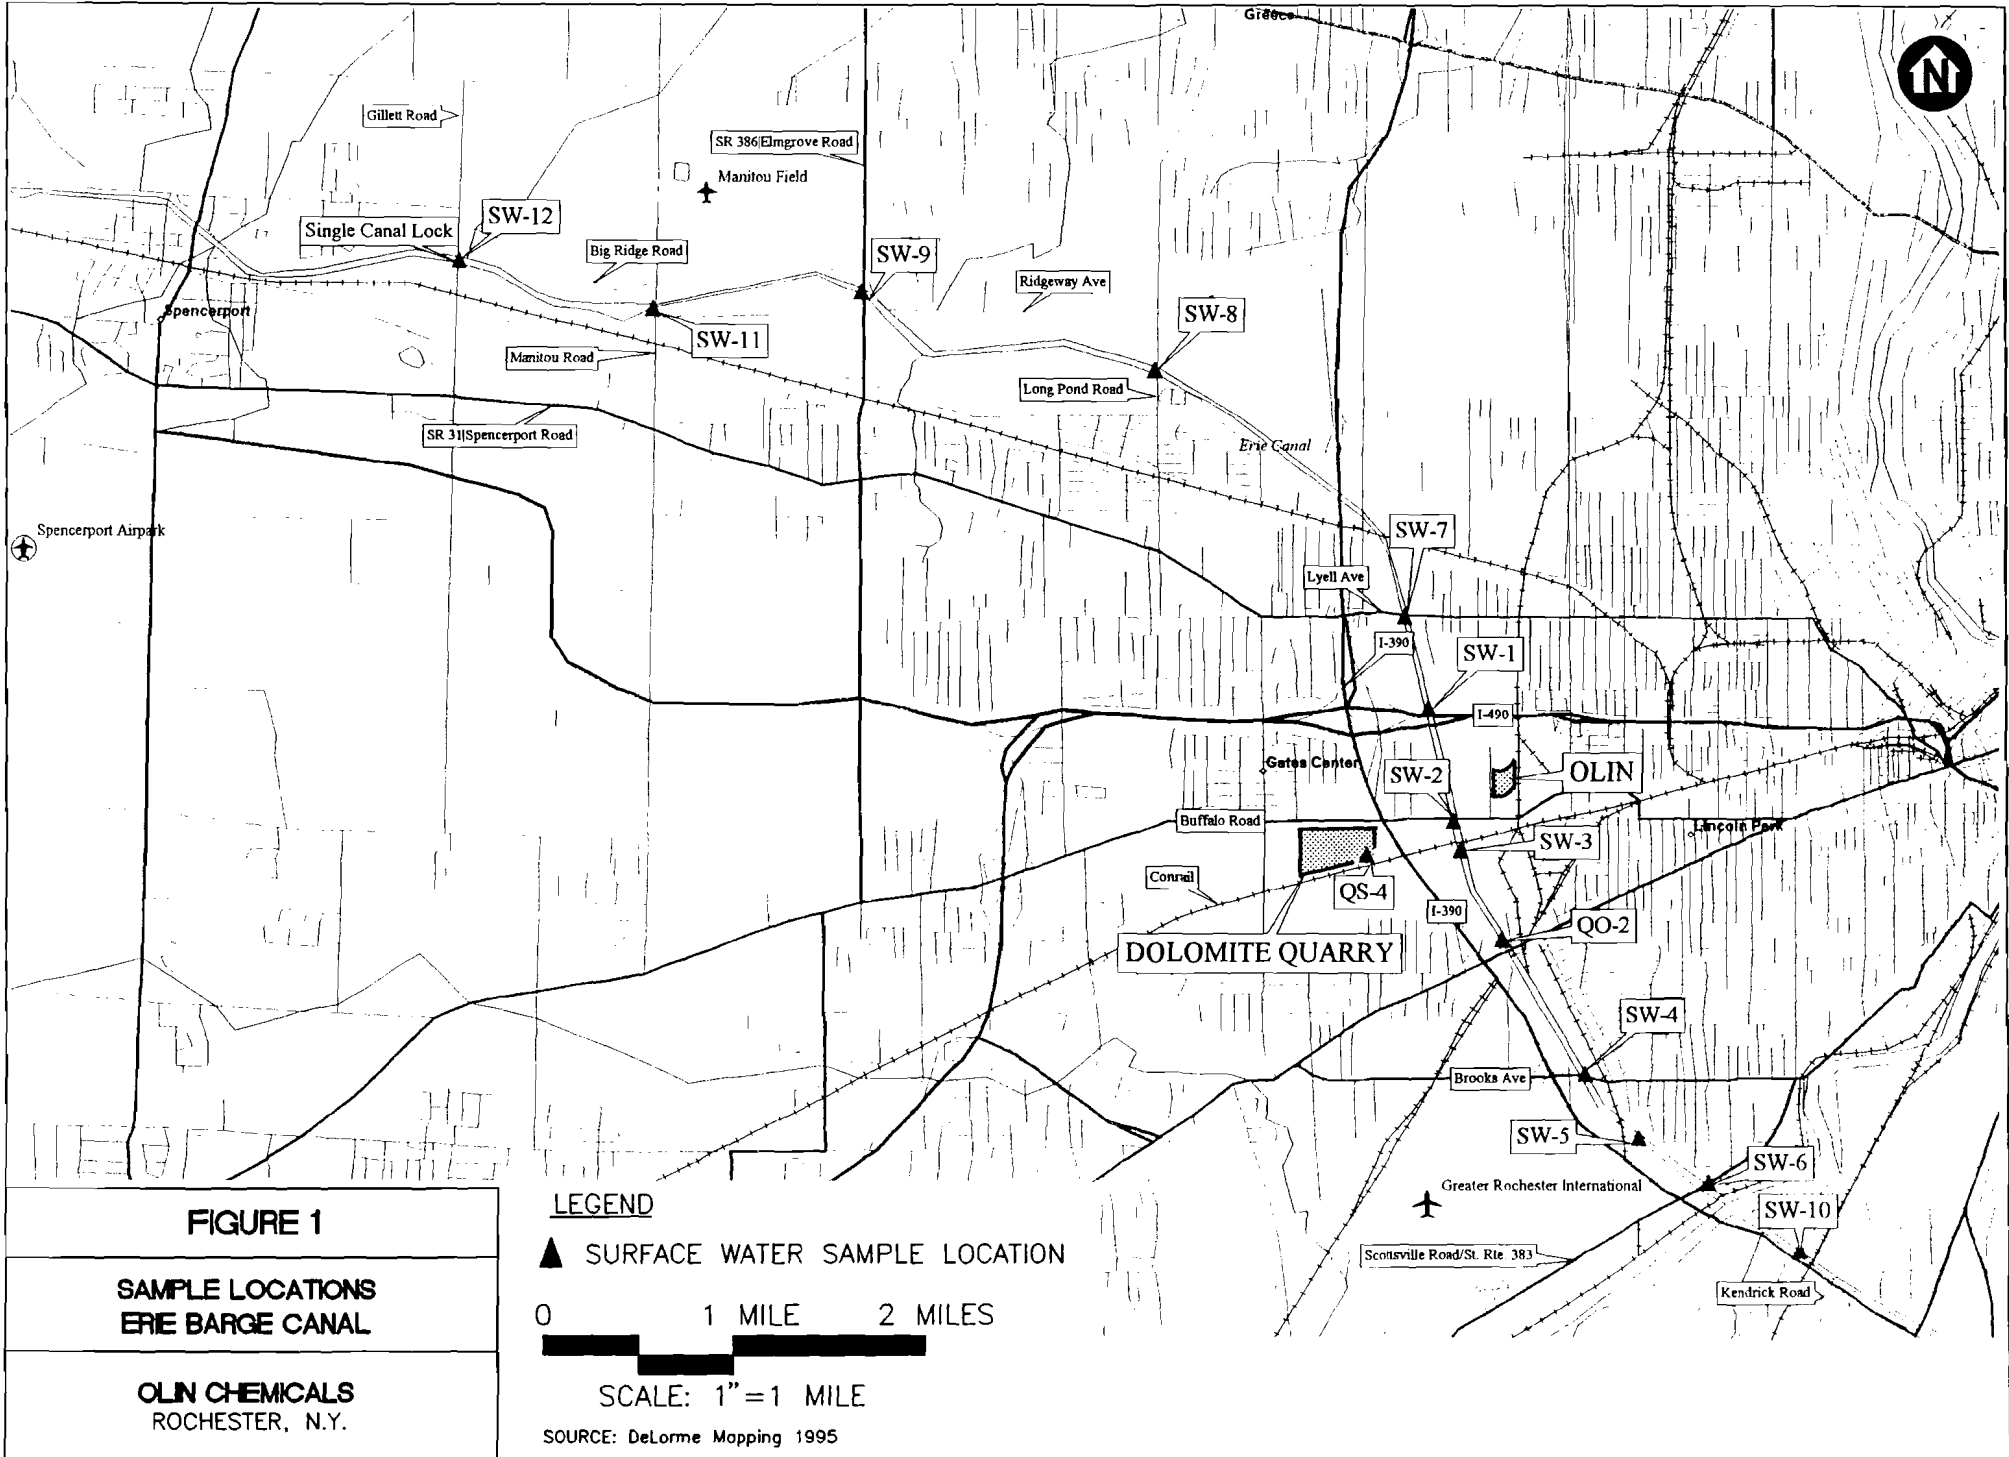 Greece
N
Gillett Road
SR 386|Elmgrove Road
Manitou Field
SW-12
Single Canal Lock
Big Ridge Road
SW-9
Ridgeway Ave
SW-8
Spencerport
SW-11
Manitou Road
Long Pond Road
SR 31|Spencerport Road
Erie Canal
Spencerport Airpark
SW-7
Lyell Ave
I-390
SW-1
I-490
Gates Center
SW-2
OLIN
Buffalo Road
Lincoln Park
SW-3
Conrail
QS-4
I-390
QO-2
DOLOMITE QUARRY
SW-4
Brooks Ave
SW-5
SW-6
Greater Rochester International
SW-10
Scottsville Road/St. Rte. 383
Kendrick Road
FIGURE 1
SAMPLE LOCATIONS
ERIE BARGE CANAL
OLIN CHEMICALS
ROCHESTER, N.Y.
LEGEND
SURFACE WATER SAMPLE LOCATION
0 1 MILE 2 MILES
SCALE: 1"=1 MILE
SOURCE: DeLorme Mapping 1995